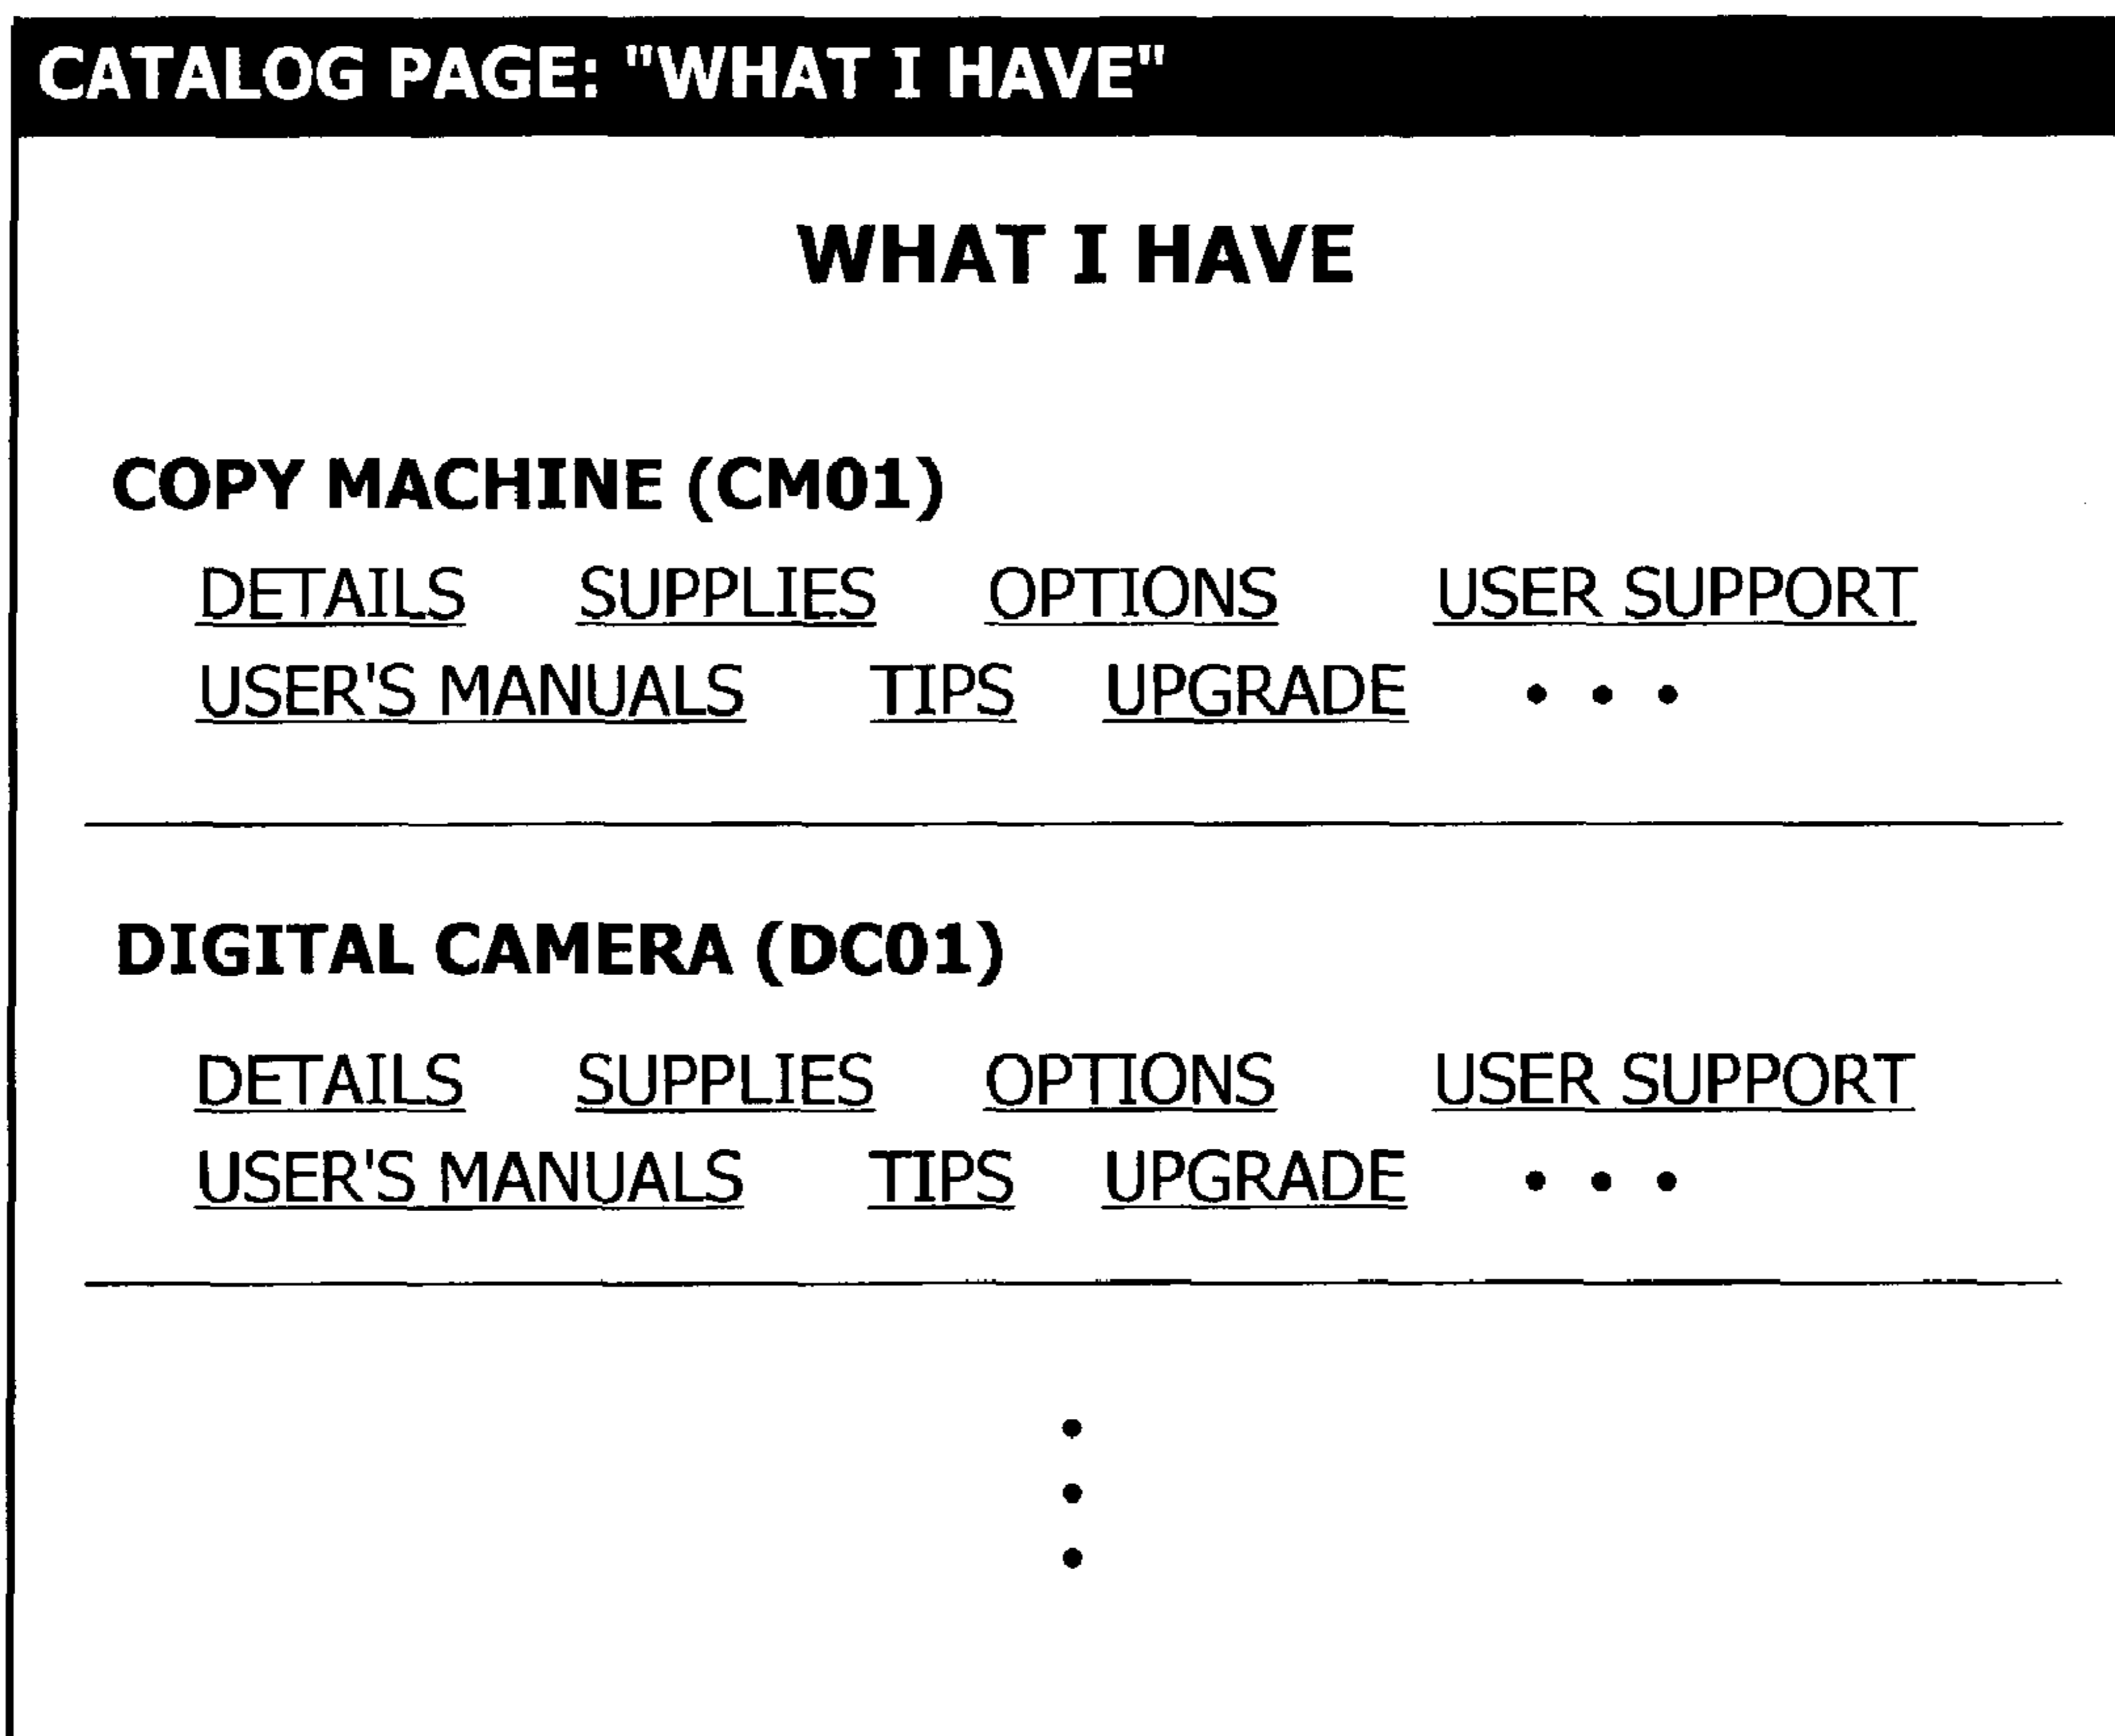 CATALOG PAGE: "WHAT I HAVE"
WHAT I HAVE
COPY MACHINE (CM01)
DETAILS SUPPLIES OPTIONS USER SUPPORT
USER'S MANUALS TIPS UPGRADE • • •
DIGITAL CAMERA (DC01)
DETAILS SUPPLIES OPTIONS USER SUPPORT
USER'S MANUALS TIPS UPGRADE • • •